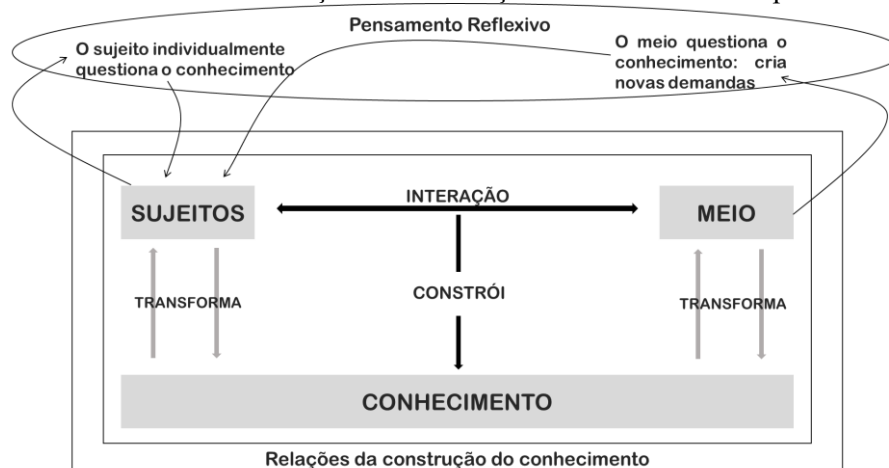 Pensamento Reflexivo
O sujeito individualmente
questiona o conhecimento
O meio questiona o
conhecimento: cria
novas demandas
SUJEITOS
INTERAÇÃO
MEIO
TRANSFORMA
CONSTRÓI
TRANSFORMA
CONHECIMENTO
Relações da construção do conhecimento